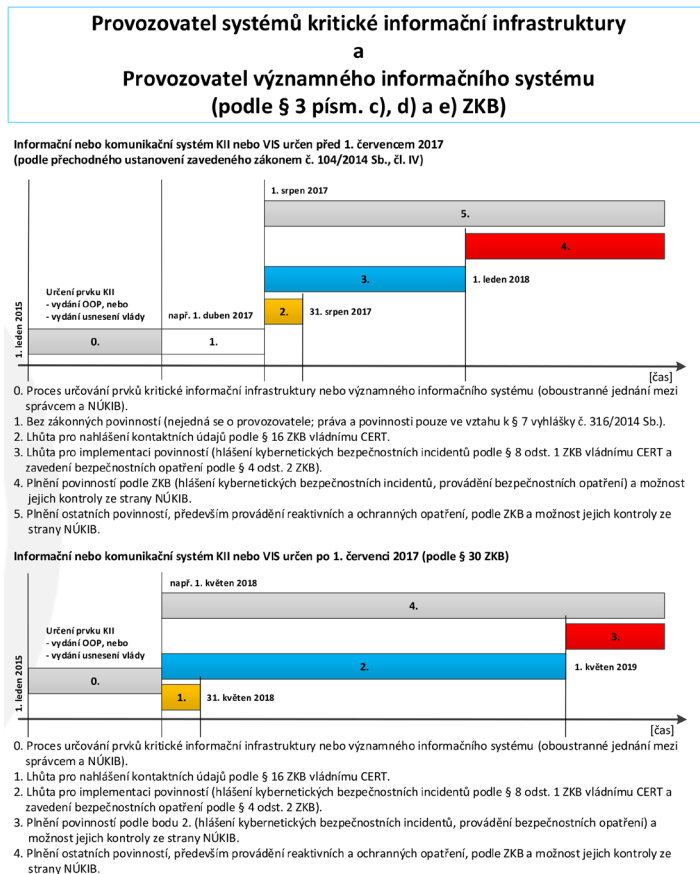 Provozovatel systémů kritické informační infrastruktury
a
Provozovatel významného informačního systému
(podle § 3 písm. c), d) a e) ZKB)
Informační nebo komunikační systém KII nebo VIS určen před 1. červencem 2017
(podle přechodného ustanovení zavedeného zákonem č. 104/2014 Sb., čl. IV)
1. srpen 2017
5.
4.
3.
1. leden 2018
Určení prvku KII
- vydání OOP, nebo
- vydání usnesení vlády
např. 1. duben 2017
2.
31. srpen 2017
1. leden 2015
0.
1.
[čas]
0. Proces určování prvků kritické informační infrastruktury nebo významného informačního systému (oboustranné jednání mezi
správcem a NÚKIB).
1. Bez zákonných povinností (nejedná se o provozovatele; práva a povinnosti pouze ve vztahu k § 7 vyhlášky č. 316/2014 Sb.).
2. Lhůta pro nahlášení kontaktních údajů podle § 16 ZKB vládnímu CERT.
3. Lhůta pro implementaci povinností (hlášení kybernetických bezpečnostních incidentů podle § 8 odst. 1 ZKB vládnímu CERT a
zavedení bezpečnostních opatření podle § 4 odst. 2 ZKB).
4. Plnění povinností podle ZKB (hlášení kybernetických bezpečnostních incidentů, provádění bezpečnostních opatření) a možnost
jejich kontroly ze strany NÚKIB.
5. Plnění ostatních povinností, především provádění reaktivních a ochranných opatření, podle ZKB a možnost jejich kontroly ze
strany NÚKIB.
Informační nebo komunikační systém KII nebo VIS určen po 1. červenci 2017 (podle § 30 ZKB)
např. 1. květen 2018
4.
Určení prvku KII
- vydání OOP, nebo
- vydání usnesení vlády
3.
2.
1. květen 2019
1. leden 2015
0.
1.
31. květen 2018
[čas]
0. Proces určování prvků kritické informační infrastruktury nebo významného informačního systému (oboustranné jednání mezi
správcem a NÚKIB).
1. Lhůta pro nahlášení kontaktních údajů podle § 16 ZKB vládnímu CERT.
2. Lhůta pro implementaci povinností (hlášení kybernetických bezpečnostních incidentů podle § 8 odst. 1 ZKB vládnímu CERT a
zavedení bezpečnostních opatření podle § 4 odst. 2 ZKB).
3. Plnění povinností podle bodu 2. (hlášení kybernetických bezpečnostních incidentů, provádění bezpečnostních opatření) a
možnost jejich kontroly ze strany NÚKIB.
4. Plnění ostatních povinností, především provádění reaktivních a ochranných opatření, podle ZKB a možnost jejich kontroly ze
strany NÚKIB.